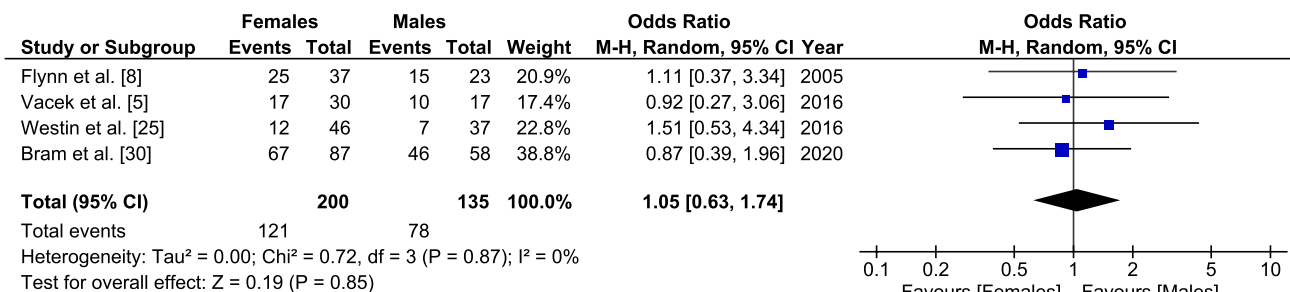 Females Males Odds Ratio Odds Ratio
Study or Subgroup Events Total Events Total Weight M-H, Random, 95% CI Year M-H, Random, 95% CI
Flynn et al. [8] 25 37 15 23 20.9% 1.11 [0.37, 3.34] 2005
Vacek et al. [5] 17 30 10 17 17.4% 0.92 [0.27, 3.06] 2016
Westin et al. [25] 12 46 7 37 22.8% 1.51 [0.53, 4.34] 2016
Bram et al. [30] 67 87 46 58 38.8% 0.87 [0.39, 1.96] 2020
Total (95% CI) 200 135 100.0% 1.05 [0.63, 1.74]
Total events 121 78
Heterogeneity: Tau² = 0.00; Chi² = 0.72, df = 3 (P = 0.87); I² = 0%
Test for overall effect: Z = 0.19 (P = 0.85)
0.1 0.2 0.5 1 2 5 10
Favours [Females] Favours [Males]